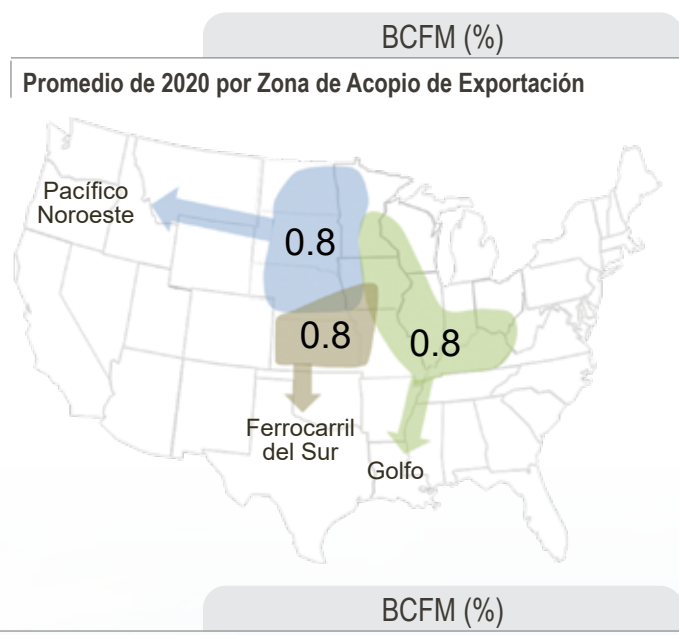 BCFM (%)
Promedio de 2020 por Zona de Acopio de Exportación
Pacífico
Noroeste
0.8
0.8
0.8
Ferrocarril
del Sur
Golfo
BCFM (%)